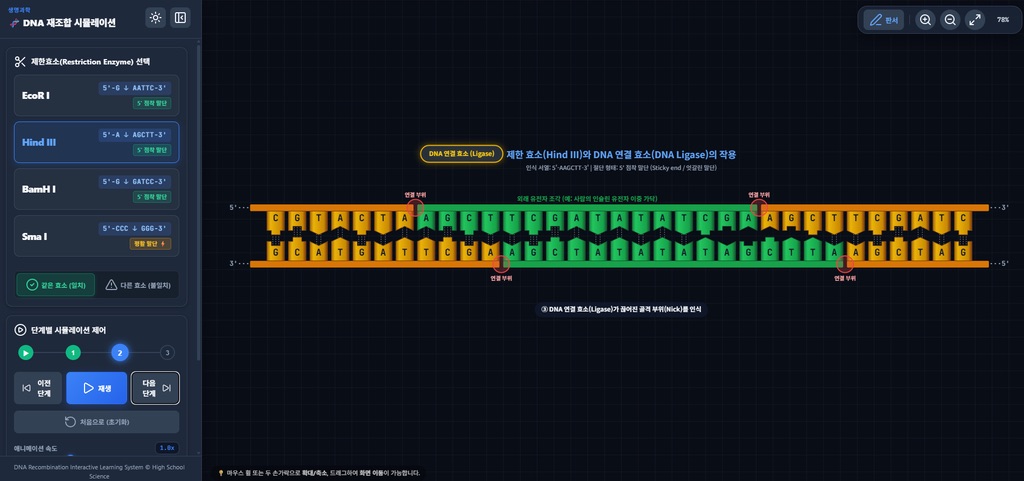 생명과학
DNA 재조합 시뮬레이션
제한효소(Restriction Enzyme) 선택
EcoR I
5'-G ↓ AATTC-3'
5' 점착 말단
Hind III
5'-A ↓ AGCTT-3'
5' 점착 말단
BamH I
5'-G ↓ GATCC-3'
5' 점착 말단
Sma I
5'-CCC ↓ GGG-3'
평활 말단
같은 효소 (일치)
다른 효소 (불일치)
단계별 시뮬레이션 제어
1 2 3
이전 단계
재생
다음 단계
처음으로 (초기화)
애니메이션 속도
1.0x
DNA Recombination Interactive Learning System © High School
Science
판서
78%
DNA 연결 효소 (Ligase)
제한 효소(Hind III)와 DNA 연결 효소(DNA Ligase)의 작용
인식 서열: 5'-AAGCTT-3' | 말단 형태: 5' 점착 말단 (Sticky end / 엇갈린 말단)
연결 부위
연결 부위
외래 유전자 조각 (예: 사람의 인슐린 유전자 이중 가닥)
5'··· ···3'
C G T A C T A A G C T T A T A T A T A T C G A A G C T T C G A T A T C
G C A T G A T T C G A A T A T A T A T A G C T T C G A A G C T A T A G
3'··· ···5'
연결 부위
연결 부위
③ DNA 연결 효소(Ligase)가 끊어진 골격 부위(Nick)를 인식
마우스 휠 또는 두 손가락으로 확대/축소, 드래그하여 화면 이동이 가능합니다.